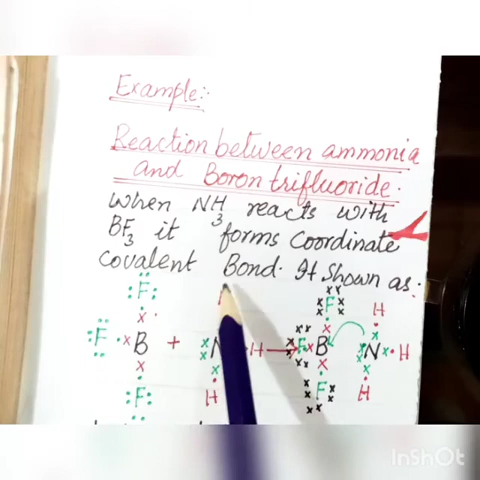 Example:-
Reaction between ammonia
and Boron trifluoride.
when NH3 reacts with
BF3 it forms Coordinate
covalent Bond. It shown as:
F F H
F B + N H → F B N H
F H F H
InShOt